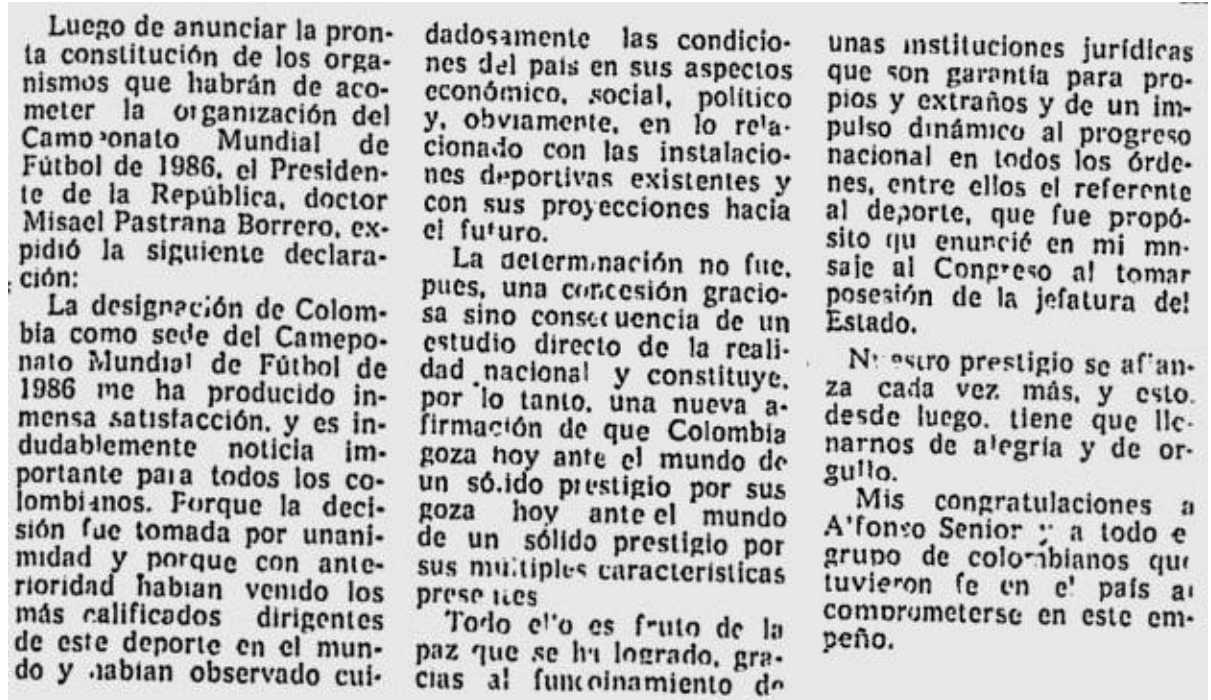 Luego de anunciar la pron-
ta constitución de los orga-
nismos que habrán de aco-
meter la organización del
Campeonato Mundial de
Fútbol de 1986, el Presiden-
te de la República, doctor
Misael Pastrana Borrero, ex-
pidió la siguiente declara-
ción:
La designación de Colom-
bia como sede del Camepo-
nato Mundial de Fútbol de
1986 me ha producido in-
mensa satisfacción, y es in-
dudablemente noticia im-
portante para todos los co-
lombianos. Porque la deci-
sión fue tomada por unani-
midad y porque con ante-
rioridad habían venido los
más calificados dirigentes
de este deporte en el mun-
do y habían observado cui-
dadosamente las condicio-
nes del país en sus aspectos
económico, social, político
y, obviamente, en lo rela-
cionado con las instalacio-
nes deportivas existentes y
con sus proyecciones hacia
el futuro.
La determinación no fue,
pues, una concesión gracio-
sa sino consecuencia de un
estudio directo de la reali-
dad nacional y constituye,
por lo tanto, una nueva a-
firmación de que Colombia
goza hoy ante el mundo de
un sólido prestigio por sus
goza hoy ante el mundo
de un sólido prestigio por
sus múltiples características
presentes
Todo ello es fruto de la
paz que se ha logrado, gra-
cias al funcoinamiento de
unas instituciones jurídicas
que son garantía para pro-
pios y extraños y de un im-
pulso dinámico al progreso
nacional en todos los órde-
nes, entre ellos el referente
al deporte, que fue propó-
sito qu enuncié en mi mn-
saje al Congreso al tomar
posesión de la jefatura del
Estado.
Nuestro prestigio se afian-
za cada vez más, y esto,
desde luego, tiene que lle-
narnos de alegría y de or-
gullo.
Mis congratulaciones a
Alfonso Senior y a todo e
grupo de colombianos que
tuvieron fe en el país al
comprometerse en este em-
peño.